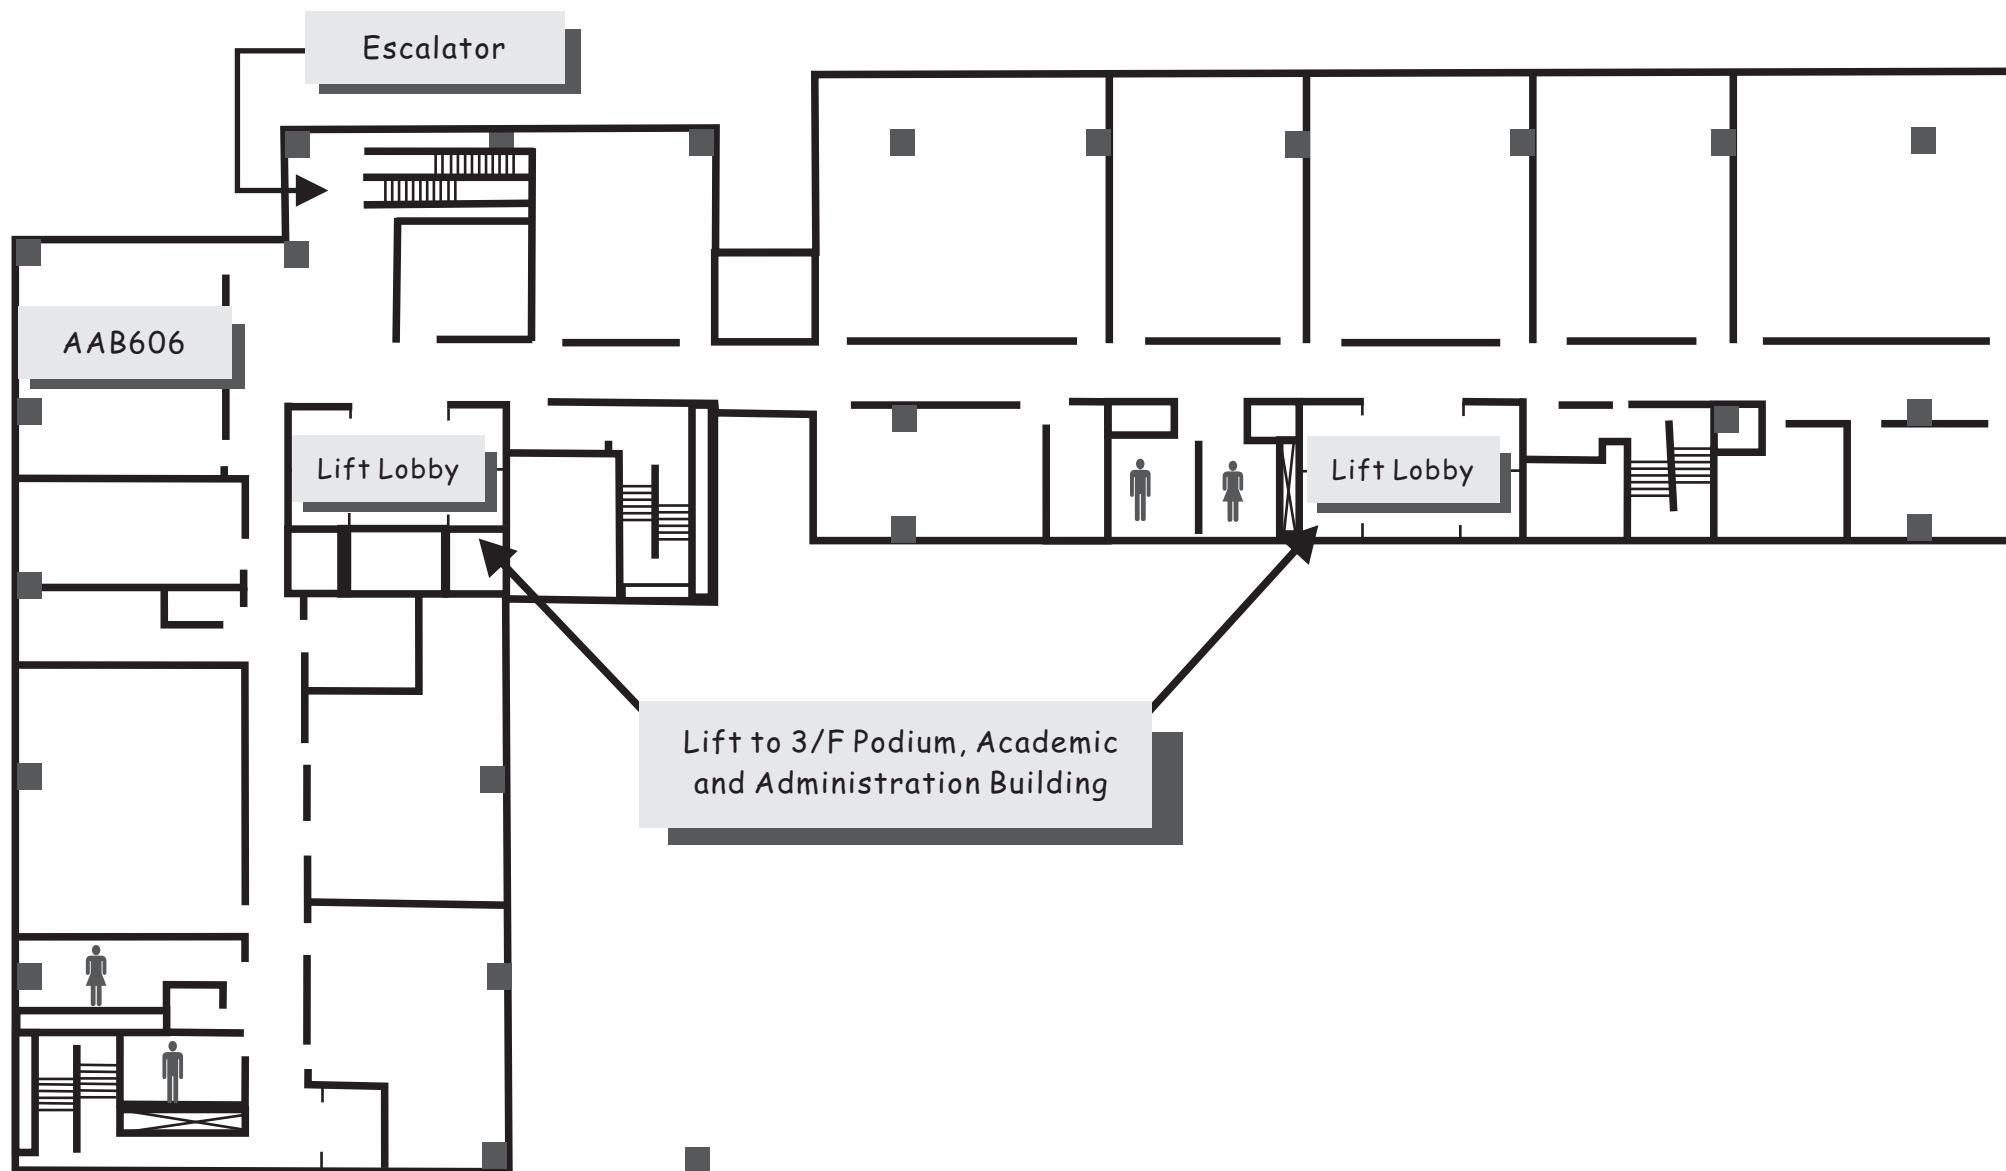 Escalator
AAB606
Lift Lobby
Lift Lobby
Lift to 3/F Podium, Academic
and Administration Building